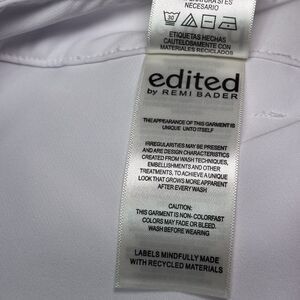 NECESARIO
30
ETIQUETAS HECHAS
CAUTELOSAMENTE CON
MATERIALES RECICLADOS
edited
by REMI BADER
THE APPEARANCE OF THIS GARMENT IS
UNIQUE UNTO ITSELF
IRREGULARITIES MAY BE PRESENT
AND ARE DESIGN CHARACTERISTICS
CREATED FROM WASH TECHNIQUES,
EMBELLISHMENTS AND OTHER
TREATMENTS, TO ACHIEVE A UNIQUE
LOOK THAT GROWS MORE APPARENT
AFTER EVERY WASH
CAUTION:
THIS GARMENT IS NON- COLORFAST
COLORS MAY FADE OR BLEED.
WASH BEFORE WEARING
LABELS MINDFULLY MADE
WITH RECYCLED MATERIALS